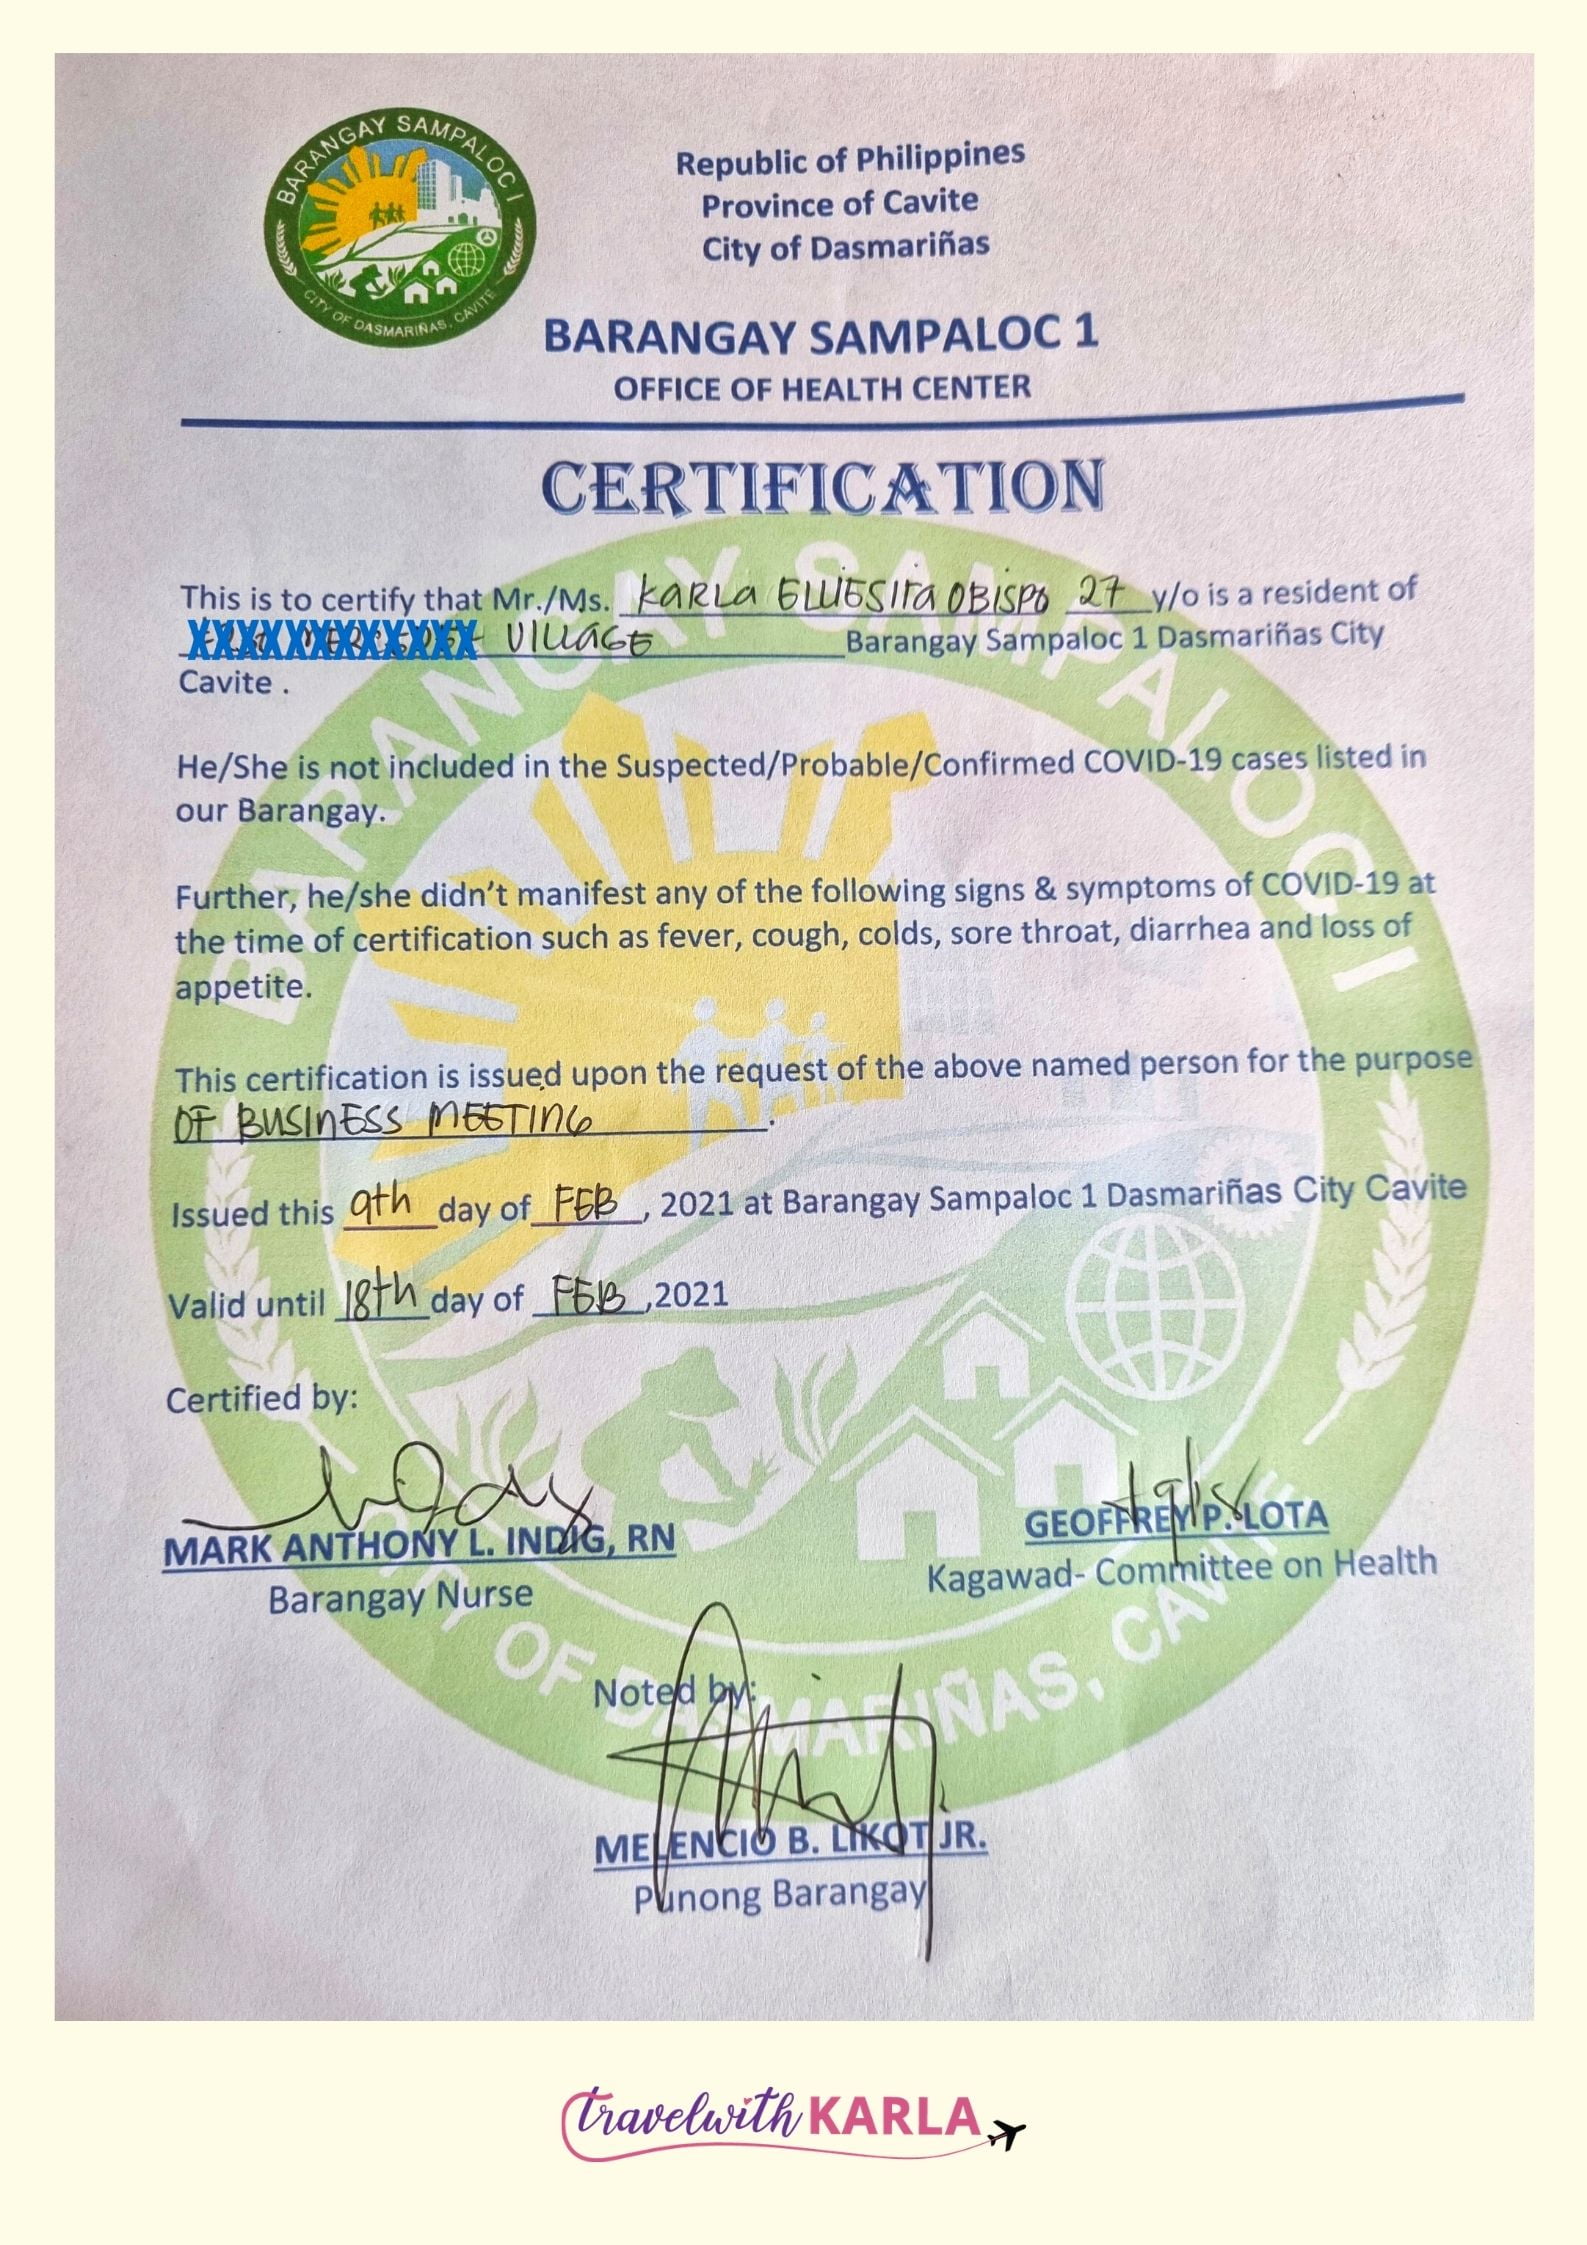 BARANGAY SAMPALOC I
CITY OF DASMARIÑAS, CAVITE
Republic of Philippines
Province of Cavite
City of Dasmariñas
BARANGAY SAMPALOC 1
OFFICE OF HEALTH CENTER
CERTIFICATION
This is to certify that Mr./Ms. KARLA ELLIESITA OBISPO 27 y/o is a resident of
XXXXXXXXXXXXX VILLAGE Barangay Sampaloc 1 Dasmariñas City
Cavite .
He/She is not included in the Suspected/Probable/Confirmed COVID-19 cases listed in
our Barangay.
Further, he/she didn't manifest any of the following signs & symptoms of COVID-19 at
the time of certification such as fever, cough, colds, sore throat, diarrhea and loss of
appetite.
This certification is issued upon the request of the above named person for the purpose
OF BUSINESS MEETING.
Issued this 9th day of FEB, 2021 at Barangay Sampaloc 1 Dasmariñas City Cavite
Valid until 18th day of FEB,2021
Certified by:
MARK ANTHONY L. INDIG, RN
Barangay Nurse
GEOFFREY P. LOTA
Kagawad- Committee on Health
Noted by:
MELENCIO B. LIKOT JR.
Punong Barangay
BARANGAY SAMPALOC I
CITY OF DASMARIÑAS, CAVITE
travelwith KARLA